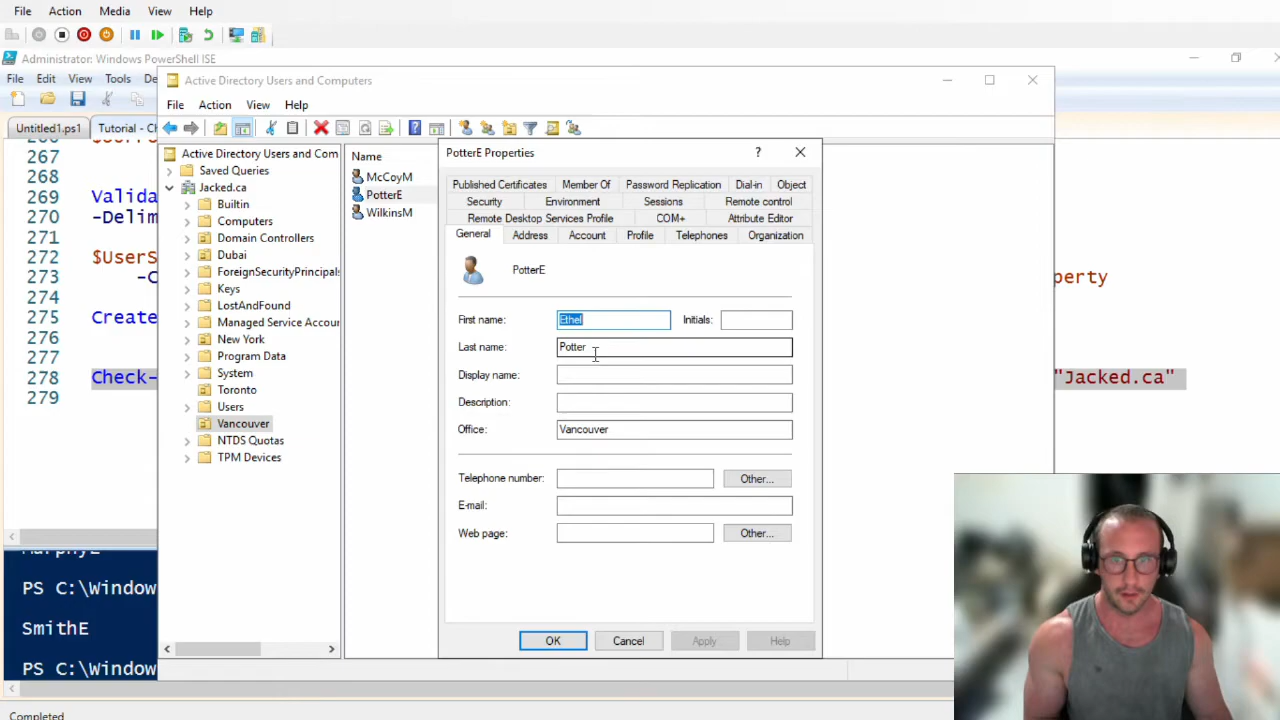 File Action Media View Help
Administrator: Windows PowerShell ISE
File Edit View Tools De
Untitled1.ps1 Tutorial - Ch
267
268
269 Valida
270 -Delim
271
272 $UserS
273 -C perty
274
275 Create
276
277
278 Check- "Jacked.ca"
279
MurphyE
PS C:\Window
SmithE
PS C:\Window
Completed
Active Directory Users and Computers
File Action View Help
Active Directory Users and Com
Saved Queries
Jacked.ca
Builtin
Computers
Domain Controllers
Dubai
ForeignSecurityPrincipals
Keys
LostAndFound
Managed Service Accour
New York
Program Data
System
Toronto
Users
Vancouver
NTDS Quotas
TPM Devices
Name
McCoyM
PotterE
WilkinsM
PotterE Properties
?
Published Certificates Member Of Password Replication Dial-in Object
Security Environment Sessions Remote control
Remote Desktop Services Profile COM+ Attribute Editor
General Address Account Profile Telephones Organization
PotterE
First name: Ethel Initials:
Last name: Potter
Display name:
Description:
Office: Vancouver
Telephone number: Other...
E-mail:
Web page: Other...
OK Cancel Apply Help